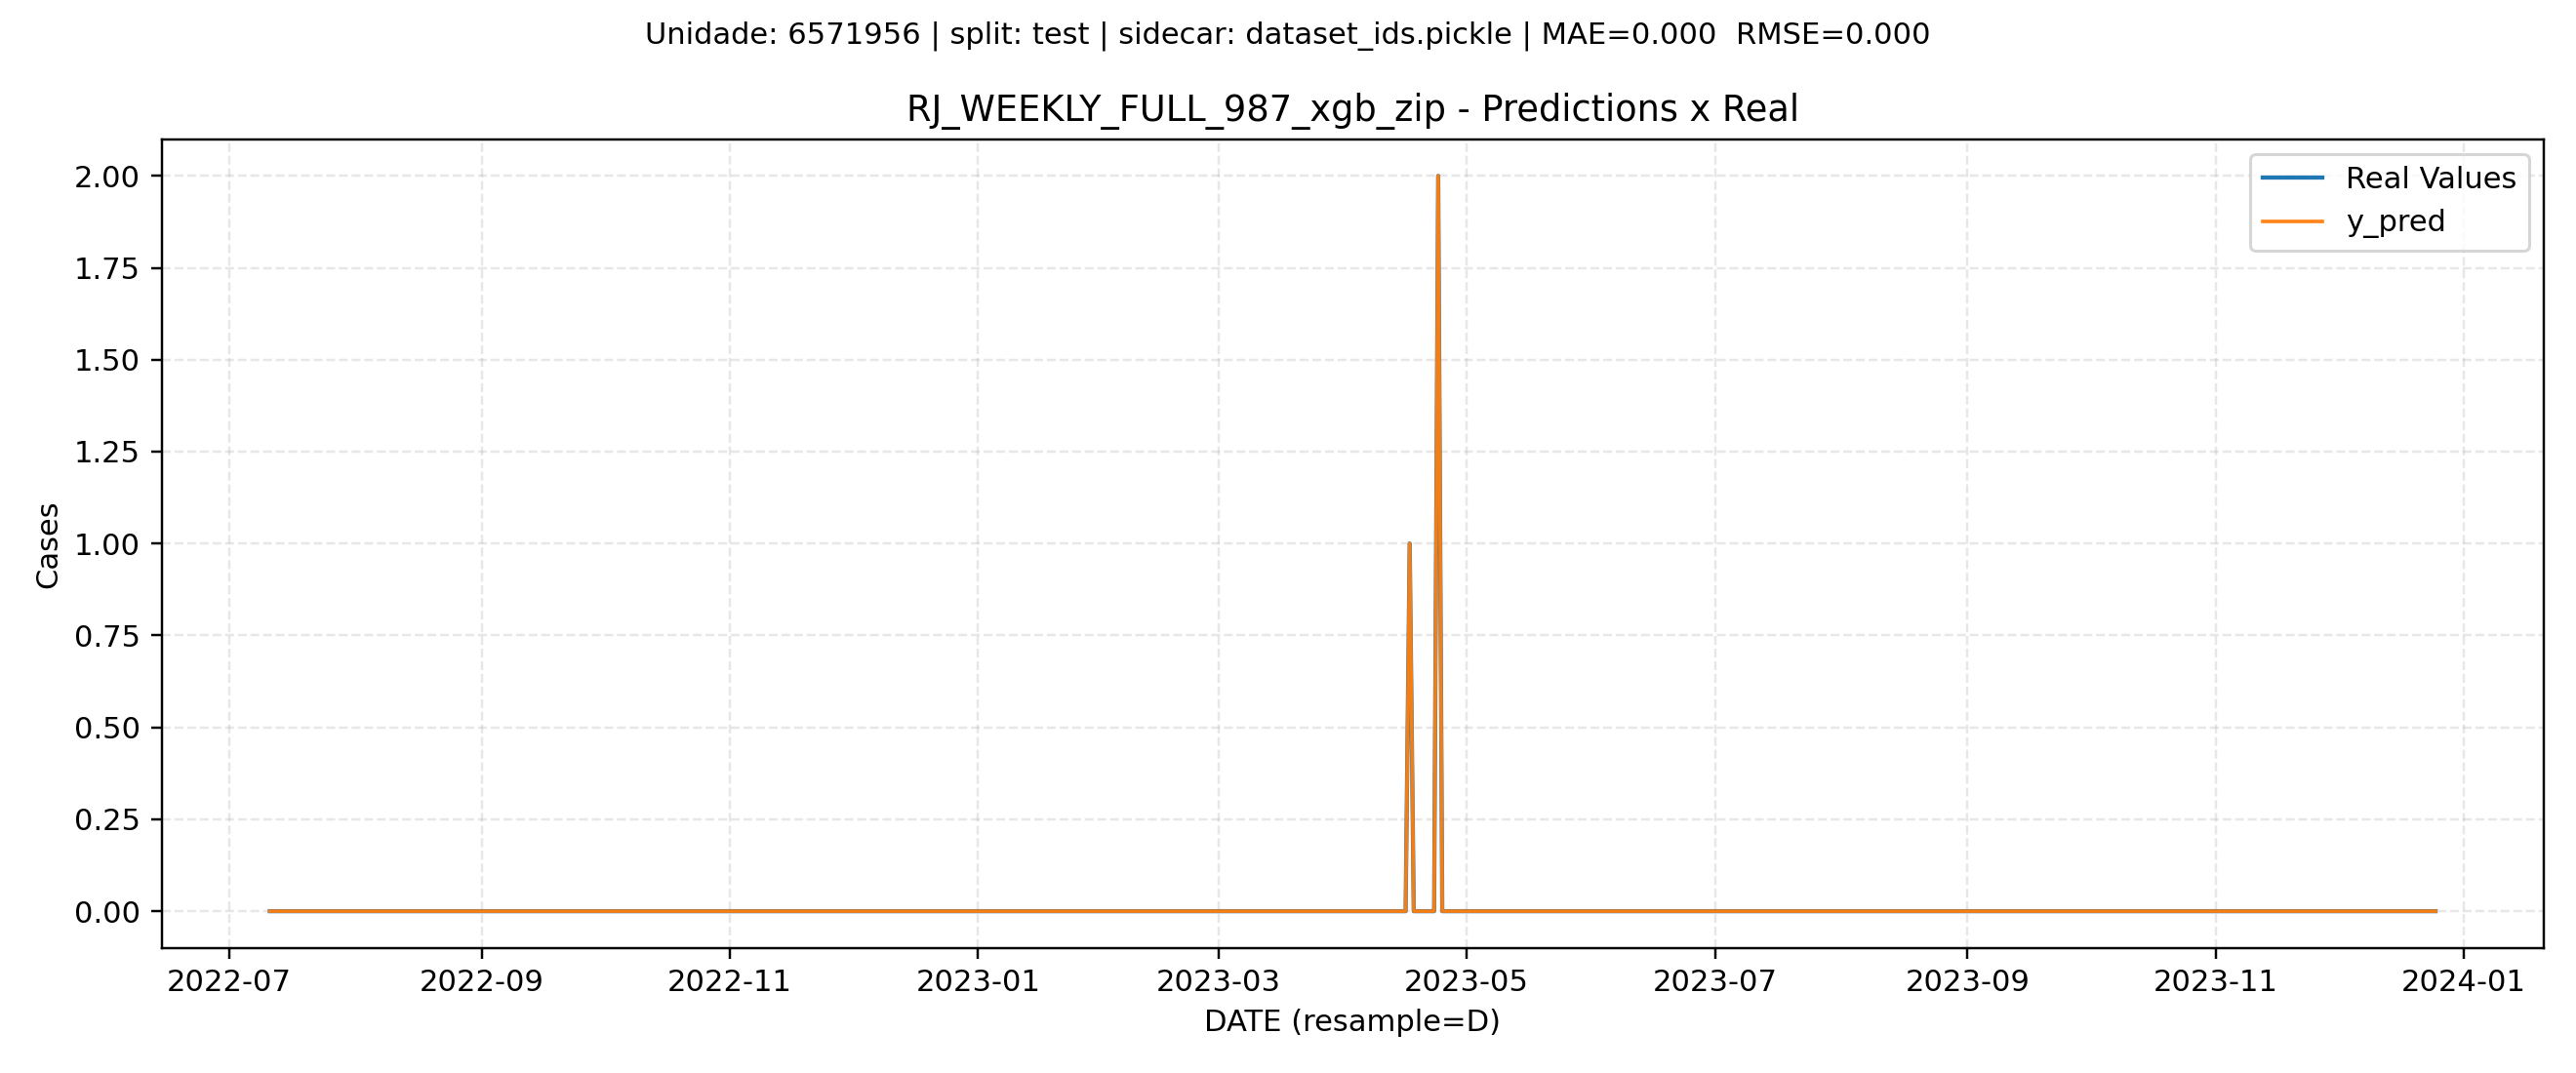 Unidade: 6571956 | split: test | sidecar: dataset_ids.pickle | MAE=0.000  RMSE=0.000
RJ_WEEKLY_FULL_987_xgb_zip - Predictions x Real
Real Values
y_pred
Cases
2.00
1.75
1.50
1.25
1.00
0.75
0.50
0.25
0.00
2022-07 2022-09 2022-11 2023-01 2023-03 2023-05 2023-07 2023-09 2023-11 2024-01
DATE (resample=D)